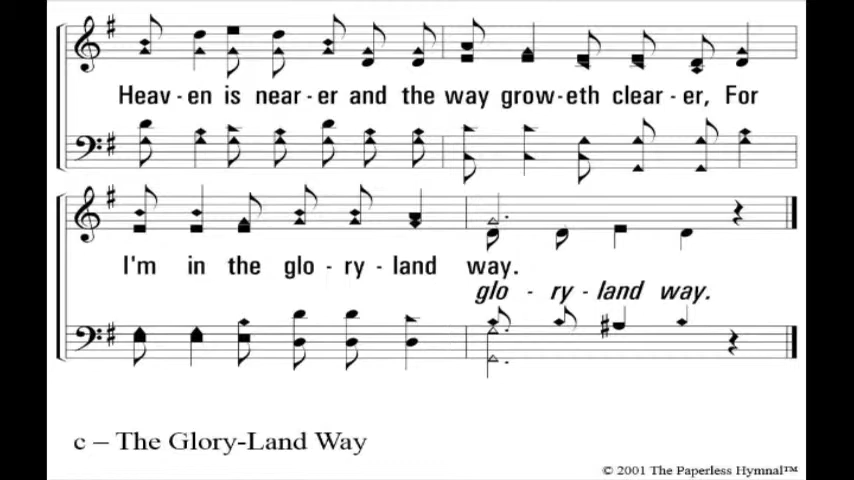 Heav - en is near - er and the way grow - eth clear - er, For
I'm in the glo - ry - land way.
glo - ry - land way.
c – The Glory-Land Way
© 2001 The Paperless Hymnal™